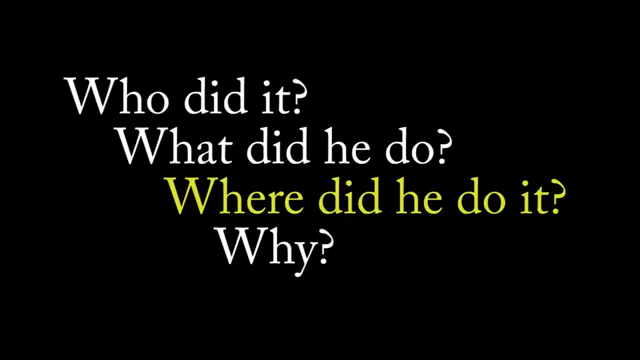 Who did it?
What did he do?
Where did he do it?
Why?